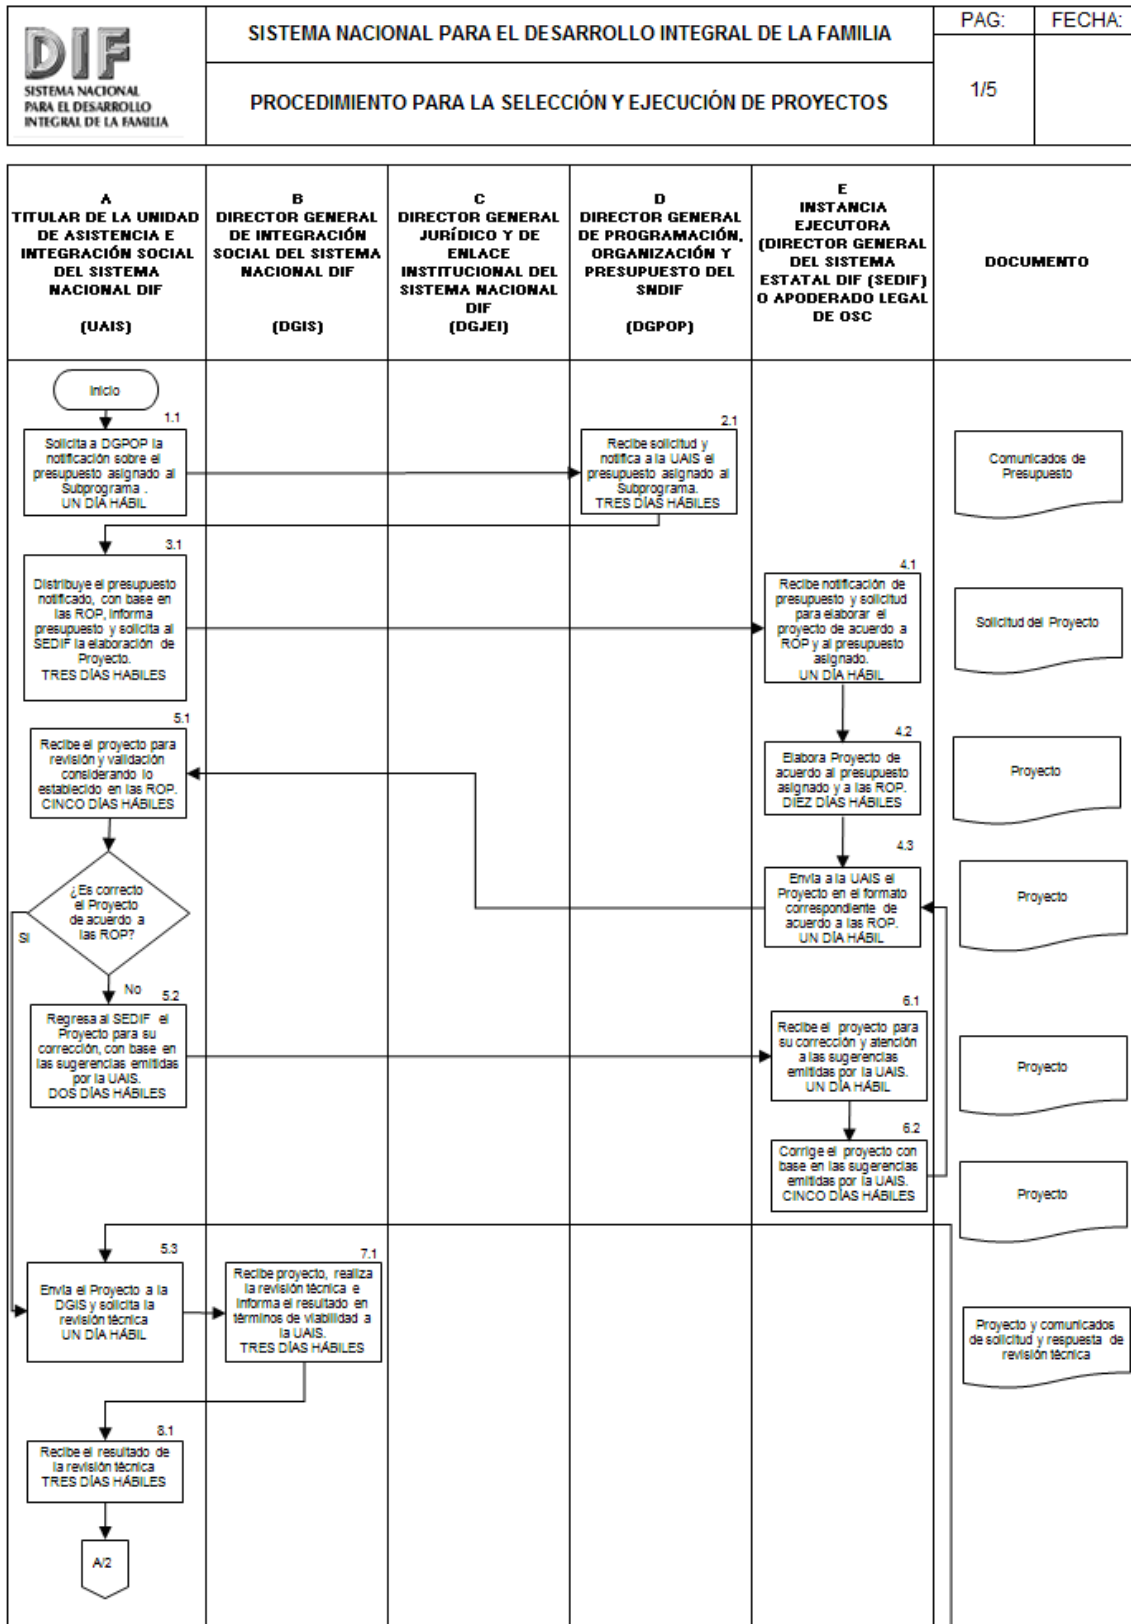 DIF
SISTEMA NACIONAL
PARA EL DESARROLLO
INTEGRAL DE LA FAMILIA
SISTEMA NACIONAL PARA EL DESARROLLO INTEGRAL DE LA FAMILIA
PROCEDIMIENTO PARA LA SELECCIÓN Y EJECUCIÓN DE PROYECTOS
PAG:
1/5
FECHA:
A
TITULAR DE LA UNIDAD
DE ASISTENCIA E
INTEGRACIÓN SOCIAL
DEL SISTEMA
NACIONAL DIF
(UAIS)
B
DIRECTOR GENERAL
DE INTEGRACIÓN
SOCIAL DEL SISTEMA
NACIONAL DIF
(DGIS)
C
DIRECTOR GENERAL
JURÍDICO Y DE
ENLACE
INSTITUCIONAL DEL
SISTEMA NACIONAL
DIF
(DGJEI)
D
DIRECTOR GENERAL
DE PROGRAMACIÓN,
ORGANIZACIÓN Y
PRESUPUESTO DEL
SNDIF
(DGPOP)
E
INSTANCIA
EJECUTORA
(DIRECTOR GENERAL
DEL SISTEMA
ESTATAL DIF (SEDIF)
O APODERADO LEGAL
DE OSC
DOCUMENTO
Inicio
1.1
Solicita a DGPOP la
notificación sobre el
presupuesto asignado al
Subprograma .
UN DÍA HÁBIL
2.1
Recibe solicitud y
notifica a la UAIS el
presupuesto asignado al
Subprograma.
TRES DÍAS HÁBILES
Comunicados de
Presupuesto
3.1
Distribuye el presupuesto
notificado, con base en
las ROP, informa
presupuesto y solicita al
SEDIF la elaboración de
Proyecto.
TRES DÍAS HABILES
4.1
Recibe notificación de
presupuesto y solicitud
para elaborar el
proyecto de acuerdo a
ROP y al presupuesto
asignado.
UN DÍA HÁBIL
Solicitud del Proyecto
5.1
Recibe el proyecto para
revisión y validación
considerando lo
establecido en las ROP.
CINCO DÍAS HÁBILES
4.2
Elabora Proyecto de
acuerdo al presupuesto
asignado y a las ROP.
DIEZ DÍAS HÁBILES
Proyecto
¿Es correcto
el Proyecto
de acuerdo a
las ROP?
SI
No
4.3
Envía a la UAIS el
Proyecto en el formato
correspondiente de
acuerdo a las ROP.
UN DÍA HÁBIL
Proyecto
5.2
Regresa al SEDIF el
Proyecto para su
corrección, con base en
las sugerencias emitidas
por la UAIS.
DOS DÍAS HÁBILES
6.1
Recibe el proyecto para
su corrección y atención
a las sugerencias
emitidas por la UAIS.
UN DÍA HÁBIL
Proyecto
6.2
Corrige el proyecto con
base en las sugerencias
emitidas por la UAIS.
CINCO DÍAS HÁBILES
Proyecto
5.3
Envía el Proyecto a la
DGIS y solicita la
revisión técnica
UN DÍA HÁBIL
7.1
Recibe proyecto, realiza
la revisión técnica e
informa el resultado en
términos de viabilidad a
la UAIS.
TRES DÍAS HÁBILES
Proyecto y comunicados
de solicitud y respuesta de
revisión técnica
8.1
Recibe el resultado de
la revisión técnica
TRES DÍAS HÁBILES
A/2